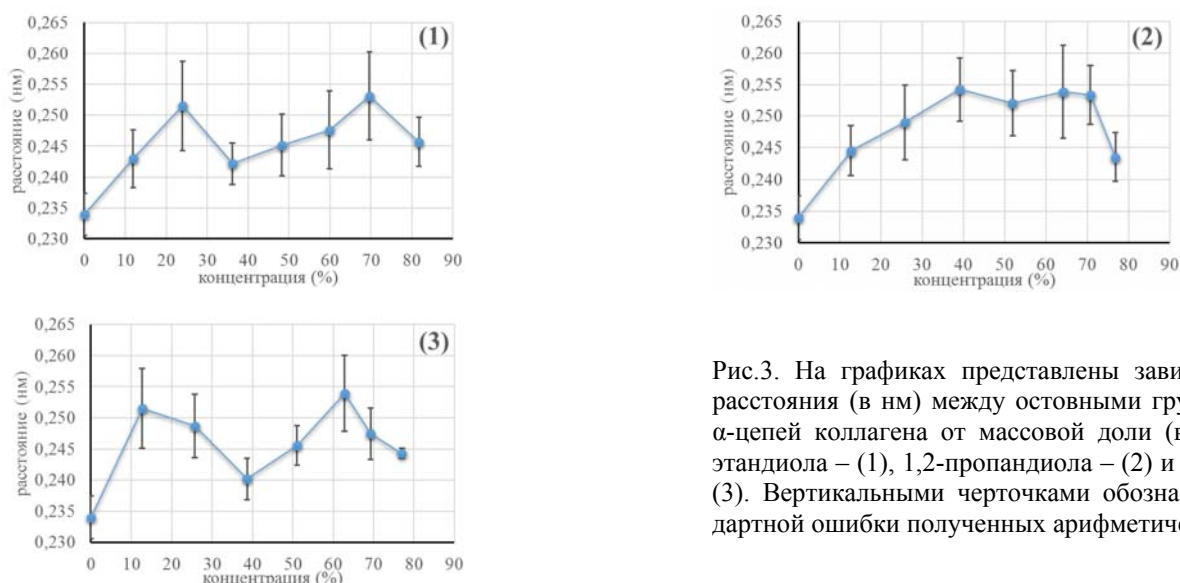 (1)
0,265
0,260
0,255
0,250
0,245
0,240
0,235
0,230
расстояние (нм)
0 10 20 30 40 50 60 70 80 90
концентрация (%)
(2)
0,265
0,260
0,255
0,250
0,245
0,240
0,235
0,230
расстояние (нм)
0 10 20 30 40 50 60 70 80 90
концентрация (%)
(3)
0,265
0,260
0,255
0,250
0,245
0,240
0,235
0,230
расстояние (нм)
0 10 20 30 40 50 60 70 80 90
концентрация (%)
Рис.3. На графиках представлены зави
расстояния (в нм) между остовными гру
α-цепей коллагена от массовой доли (в
этандиола – (1), 1,2-пропандиола – (2) и
(3). Вертикальными черточками обозна
дартной ошибки полученных арифметиче